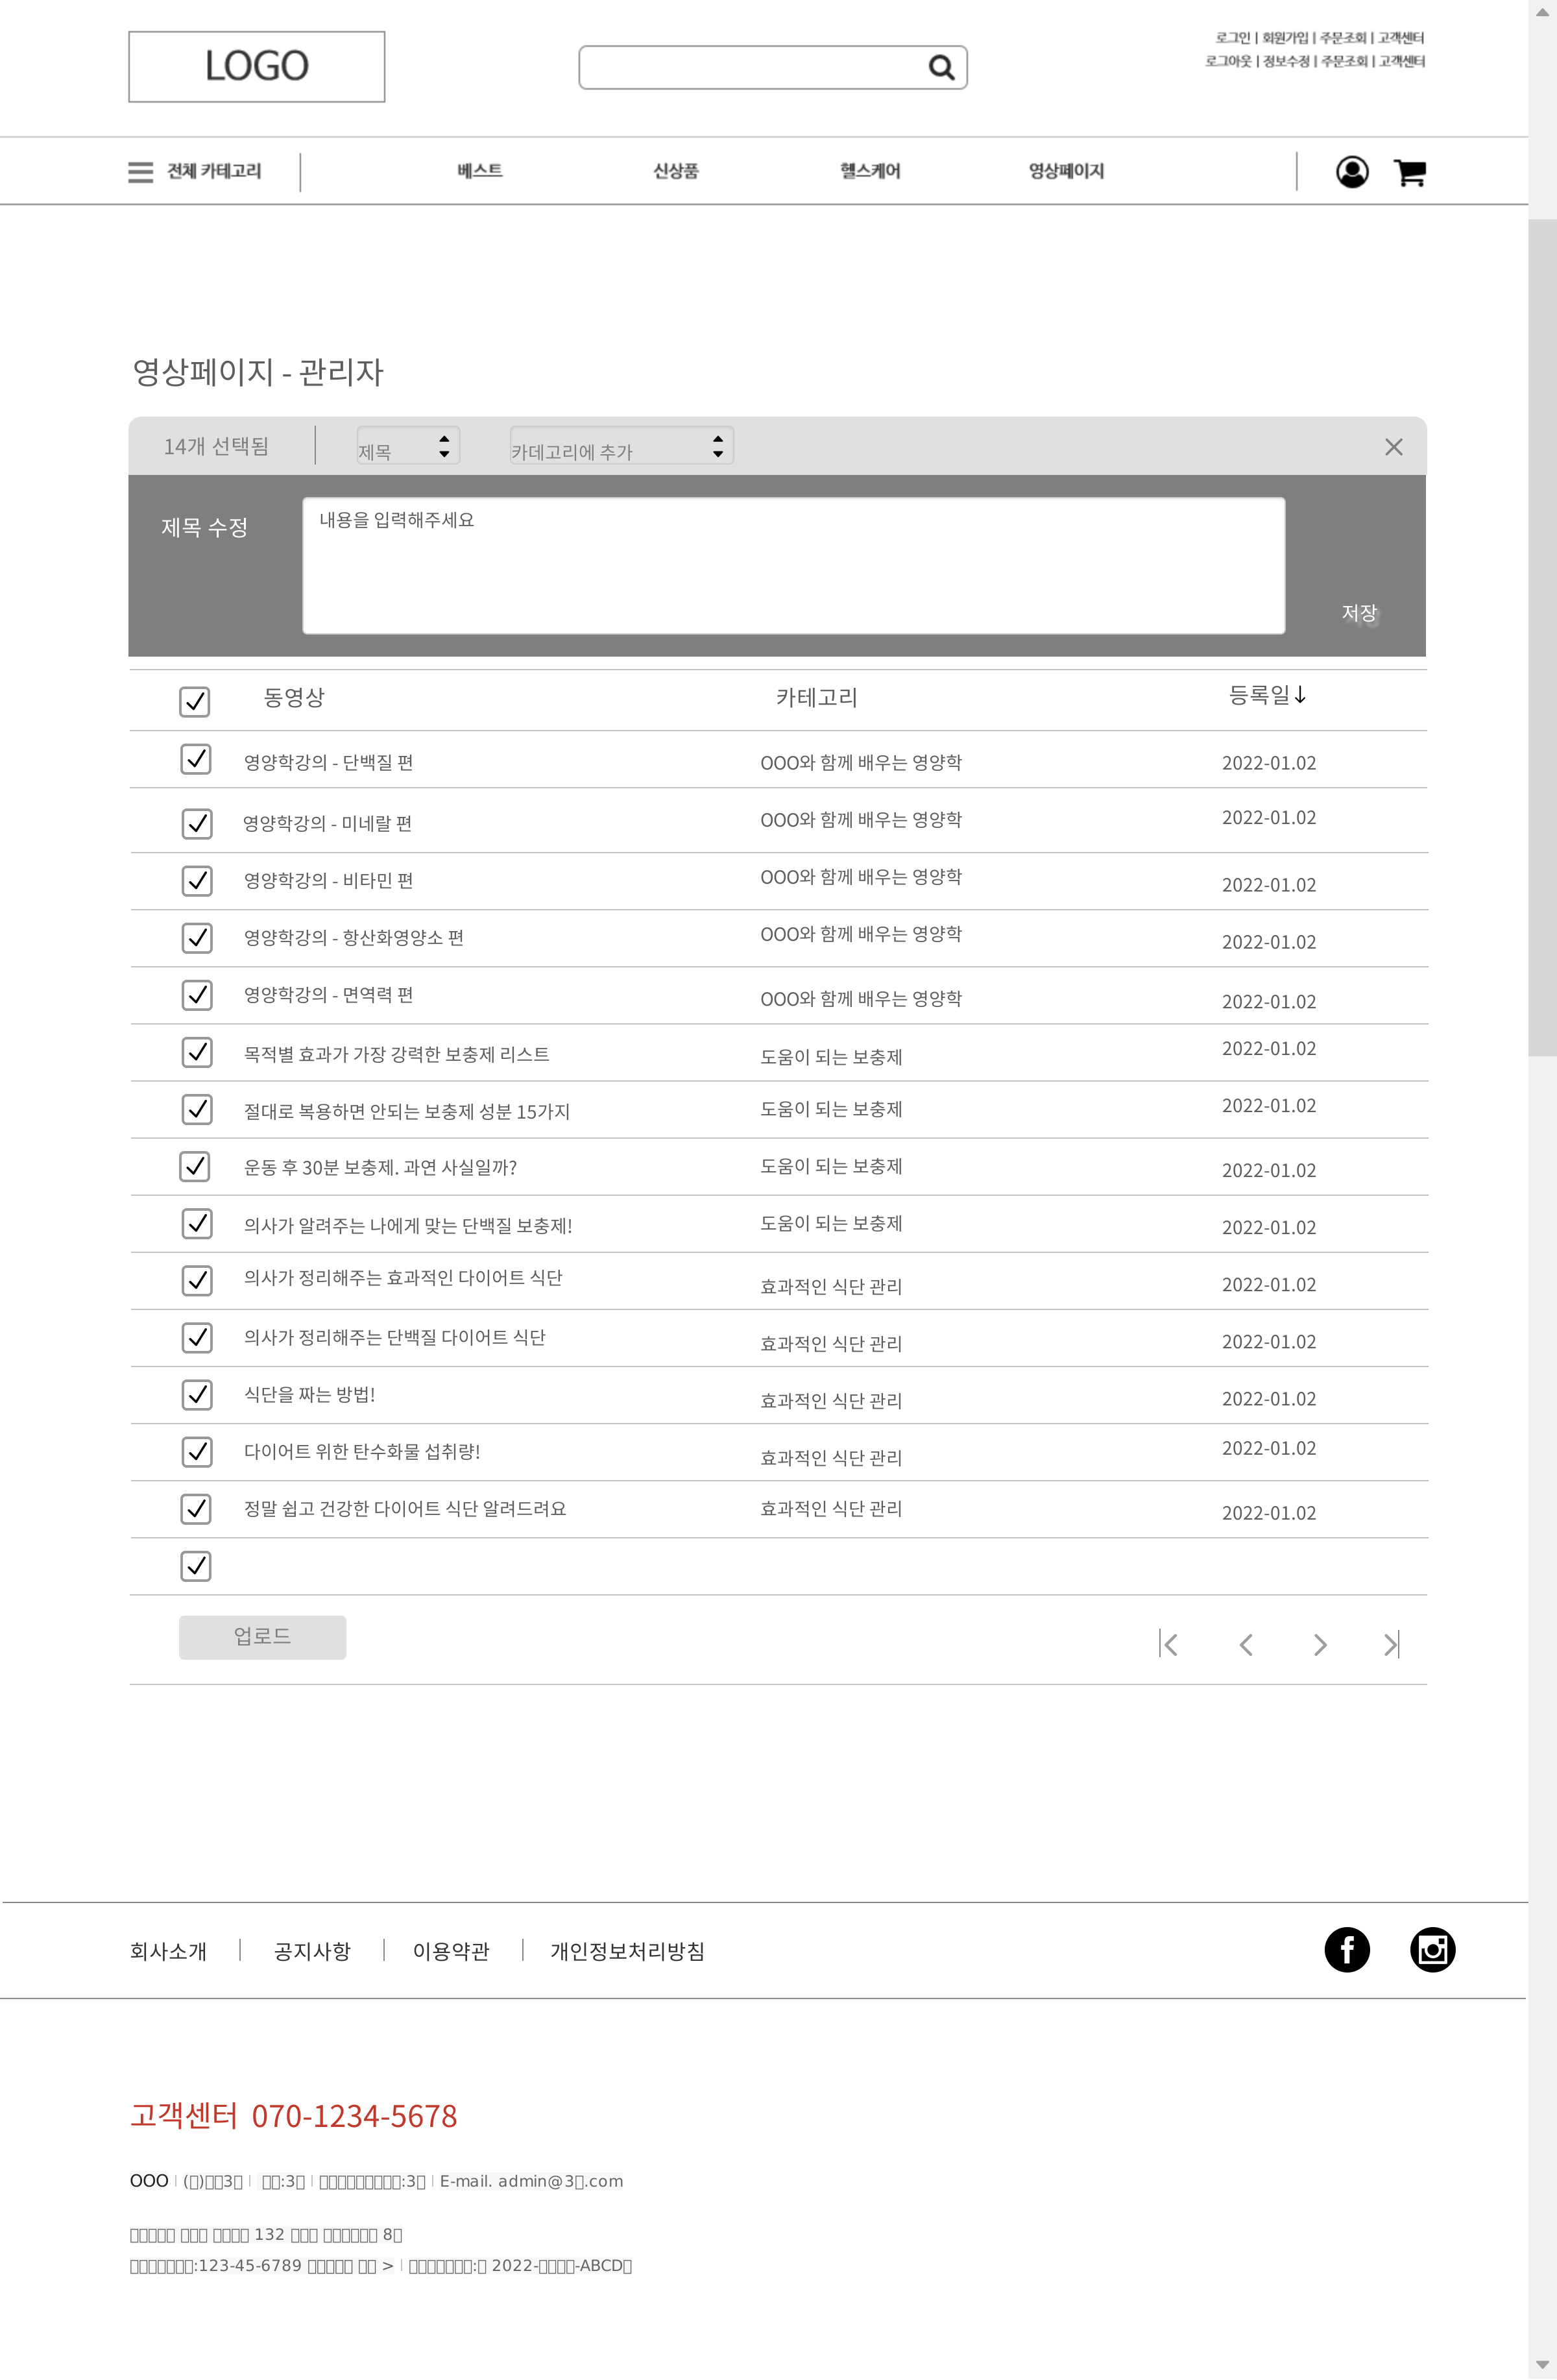 LOGO
로그인 | 회원가입 | 주문조회 | 고객센터
로그아웃 | 정보수정 | 주문조회 | 고객센터
전체 카테고리 베스트 신상품 헬스케어 영상페이지
영상페이지 - 관리자
14개 선택됨 제목 카데고리에 추가
제목 수정 내용을 입력해주세요
저장
동영상 카테고리 등록일↓
영양학강의 - 단백질 편 OOO와 함께 배우는 영양학 2022-01.02
영양학강의 - 미네랄 편 OOO와 함께 배우는 영양학 2022-01.02
영양학강의 - 비타민 편 OOO와 함께 배우는 영양학 2022-01.02
영양학강의 - 항산화영양소 편 OOO와 함께 배우는 영양학 2022-01.02
영양학강의 - 면역력 편 OOO와 함께 배우는 영양학 2022-01.02
목적별 효과가 가장 강력한 보충제 리스트 도움이 되는 보충제 2022-01.02
절대로 복용하면 안되는 보충제 성분 15가지 도움이 되는 보충제 2022-01.02
운동 후 30분 보충제. 과연 사실일까? 도움이 되는 보충제 2022-01.02
의사가 알려주는 나에게 맞는 단백질 보충제! 도움이 되는 보충제 2022-01.02
의사가 정리해주는 효과적인 다이어트 식단 효과적인 식단 관리 2022-01.02
의사가 정리해주는 단백질 다이어트 식단 효과적인 식단 관리 2022-01.02
식단을 짜는 방법! 효과적인 식단 관리 2022-01.02
다이어트 위한 탄수화물 섭취량! 효과적인 식단 관리 2022-01.02
정말 쉽고 건강한 다이어트 식단 알려드려요 효과적인 식단 관리 2022-01.02
업로드
회사소개 | 공지사항 | 이용약관 | 개인정보처리방침
고객센터 070-1234-5678
OOO | 3 | :3 | :3 | E-mail. admin@3.com
132 8
:123-45-6789 > | : 2022- -ABCD